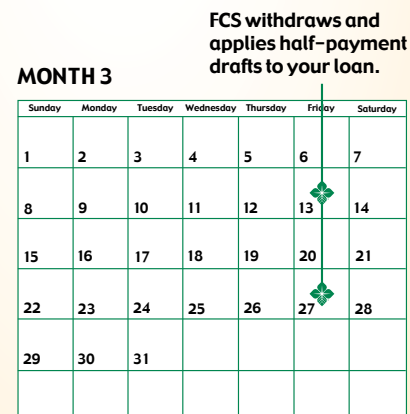 FCS withdraws and
applies half-payment
drafts to your loan.
MONTH 3
Sunday Monday Tuesday Wednesday Thursday Friday Saturday
1 2 3 4 5 6 7
8 9 10 11 12 13 14
15 16 17 18 19 20 21
22 23 24 25 26 27 28
29 30 31